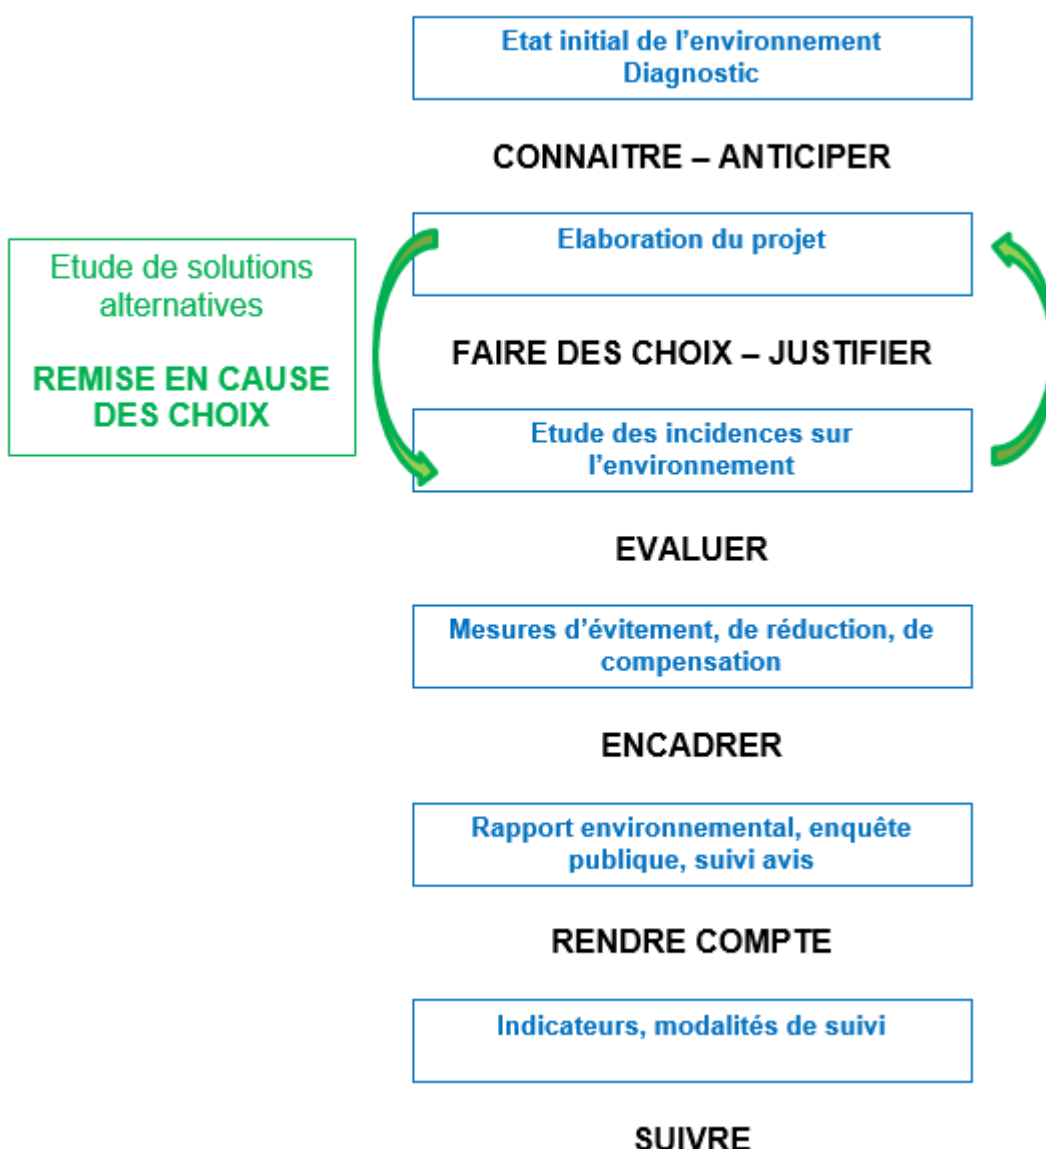 Etat initial de l'environnement
Diagnostic
CONNAITRE – ANTICIPER
Elaboration du projet
Etude de solutions
alternatives
REMISE EN CAUSE
DES CHOIX
FAIRE DES CHOIX – JUSTIFIER
Etude des incidences sur
l'environnement
EVALUER
Mesures d'évitement, de réduction, de
compensation
ENCADRER
Rapport environnemental, enquête
publique, suivi avis
RENDRE COMPTE
Indicateurs, modalités de suivi
SUIVRE